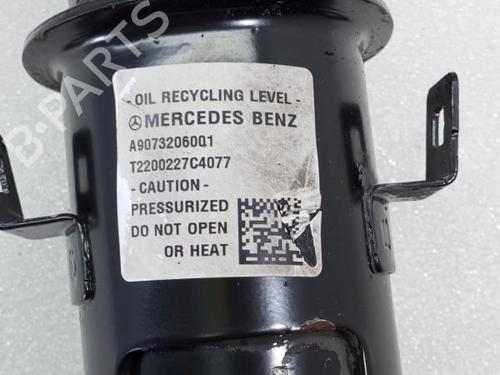 - OIL RECYCLING LEVEL -
MERCEDES BENZ
A9073206001
T2200227C4077
- CAUTION -
PRESSURIZED
DO NOT OPEN
OR HEAT
B-Parts